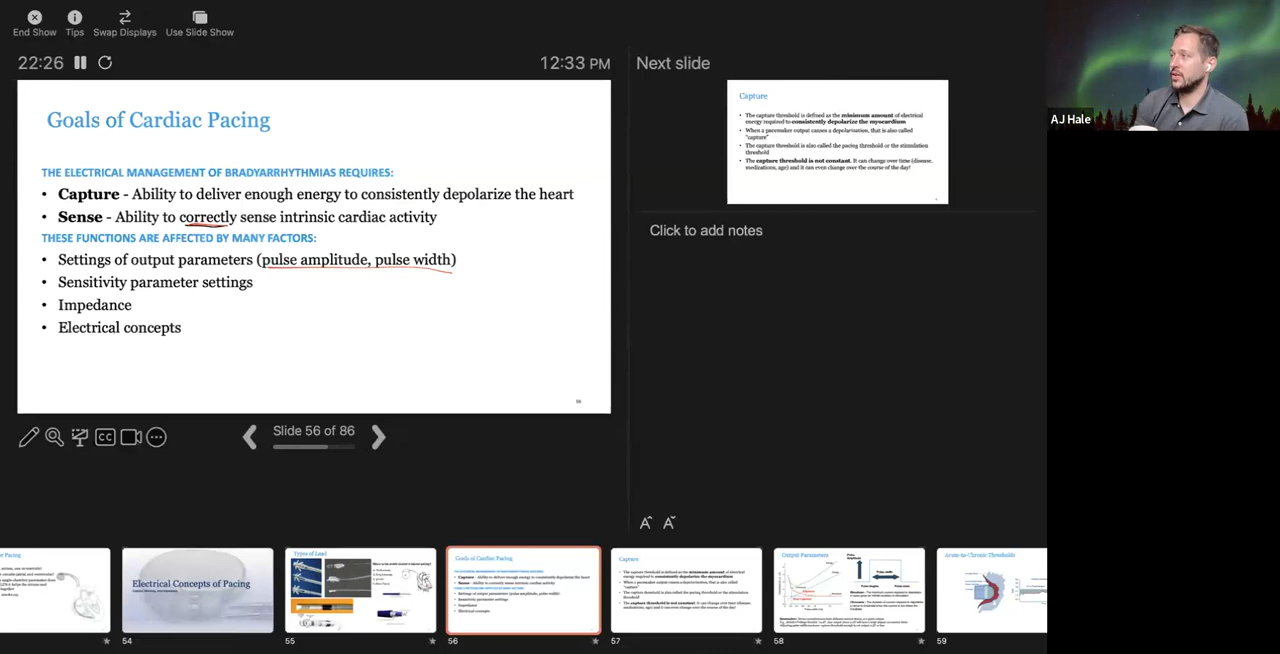 End Show
Tips
Swap Displays
Use Slide Show
22:26
12:33 PM
Next slide
Goals of Cardiac Pacing
THE ELECTRICAL MANAGEMENT OF BRADYARRHYTHMIAS REQUIRES:
• Capture - Ability to deliver enough energy to consistently depolarize the heart
• Sense - Ability to correctly sense intrinsic cardiac activity
THESE FUNCTIONS ARE AFFECTED BY MANY FACTORS:
• Settings of output parameters (pulse amplitude, pulse width)
• Sensitivity parameter settings
• Impedance
• Electrical concepts
56
Capture
• The capture threshold is defined as the minimum amount of electrical
energy required to consistently depolarize the myocardium
• When a pacemaker output causes a depolarization, that is also called
"capture"
• The capture threshold is also called the pacing threshold or the stimulation
threshold
• The capture threshold is not constant. It can change over time (disease,
medications, age) and it can even change over the course of the day!
Click to add notes
AJ Hale
CC
Slide 56 of 86
Electrical Concepts of Pacing
54
Types of Lead
55
Goals of Cardiac Pacing
56
Capture
57
Output Parameters
58
Acute-to-Chronic Thresholds
59